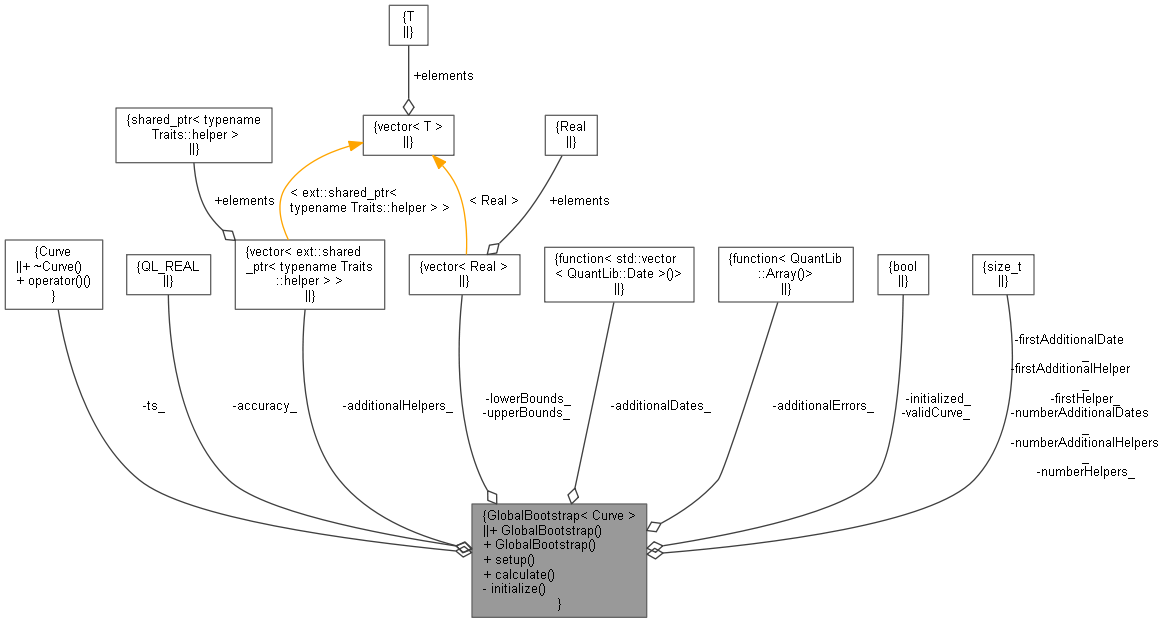 {T
||}
+elements
{shared_ptr< typename
Traits::helper >
||}
{vector< T >
||}
{Real
||}
+elements
< ext::shared_ptr<
typename Traits::helper > >
< Real >
+elements
{Curve
||+ ~Curve()
+ operator()()
}
{QL_REAL
||}
{vector< ext::shared
_ptr< typename Traits
::helper > >
||}
{vector< Real >
||}
{function< std::vector
< QuantLib::Date >()>
||}
{function< QuantLib
::Array()>
||}
{bool
||}
{size_t
||}
-ts_
-accuracy_
-additionalHelpers_
-lowerBounds_
-upperBounds_
-additionalDates_
-additionalErrors_
-initialized_
-validCurve_
-firstAdditionalDate
_
-firstAdditionalHelper
_
-firstHelper_
-numberAdditionalDates
_
-numberAdditionalHelpers
_
-numberHelpers_
{GlobalBootstrap< Curve >
||+ GlobalBootstrap()
+ GlobalBootstrap()
+ setup()
+ calculate()
- initialize()
}